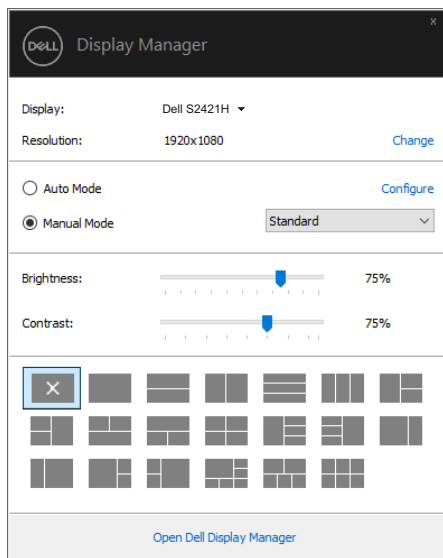 x
DELL Display Manager
Display: Dell S2421H
Resolution: 1920x1080 Change
Auto Mode Configure
Manual Mode Standard
Brightness: 75%
Contrast: 75%
Open Dell Display Manager